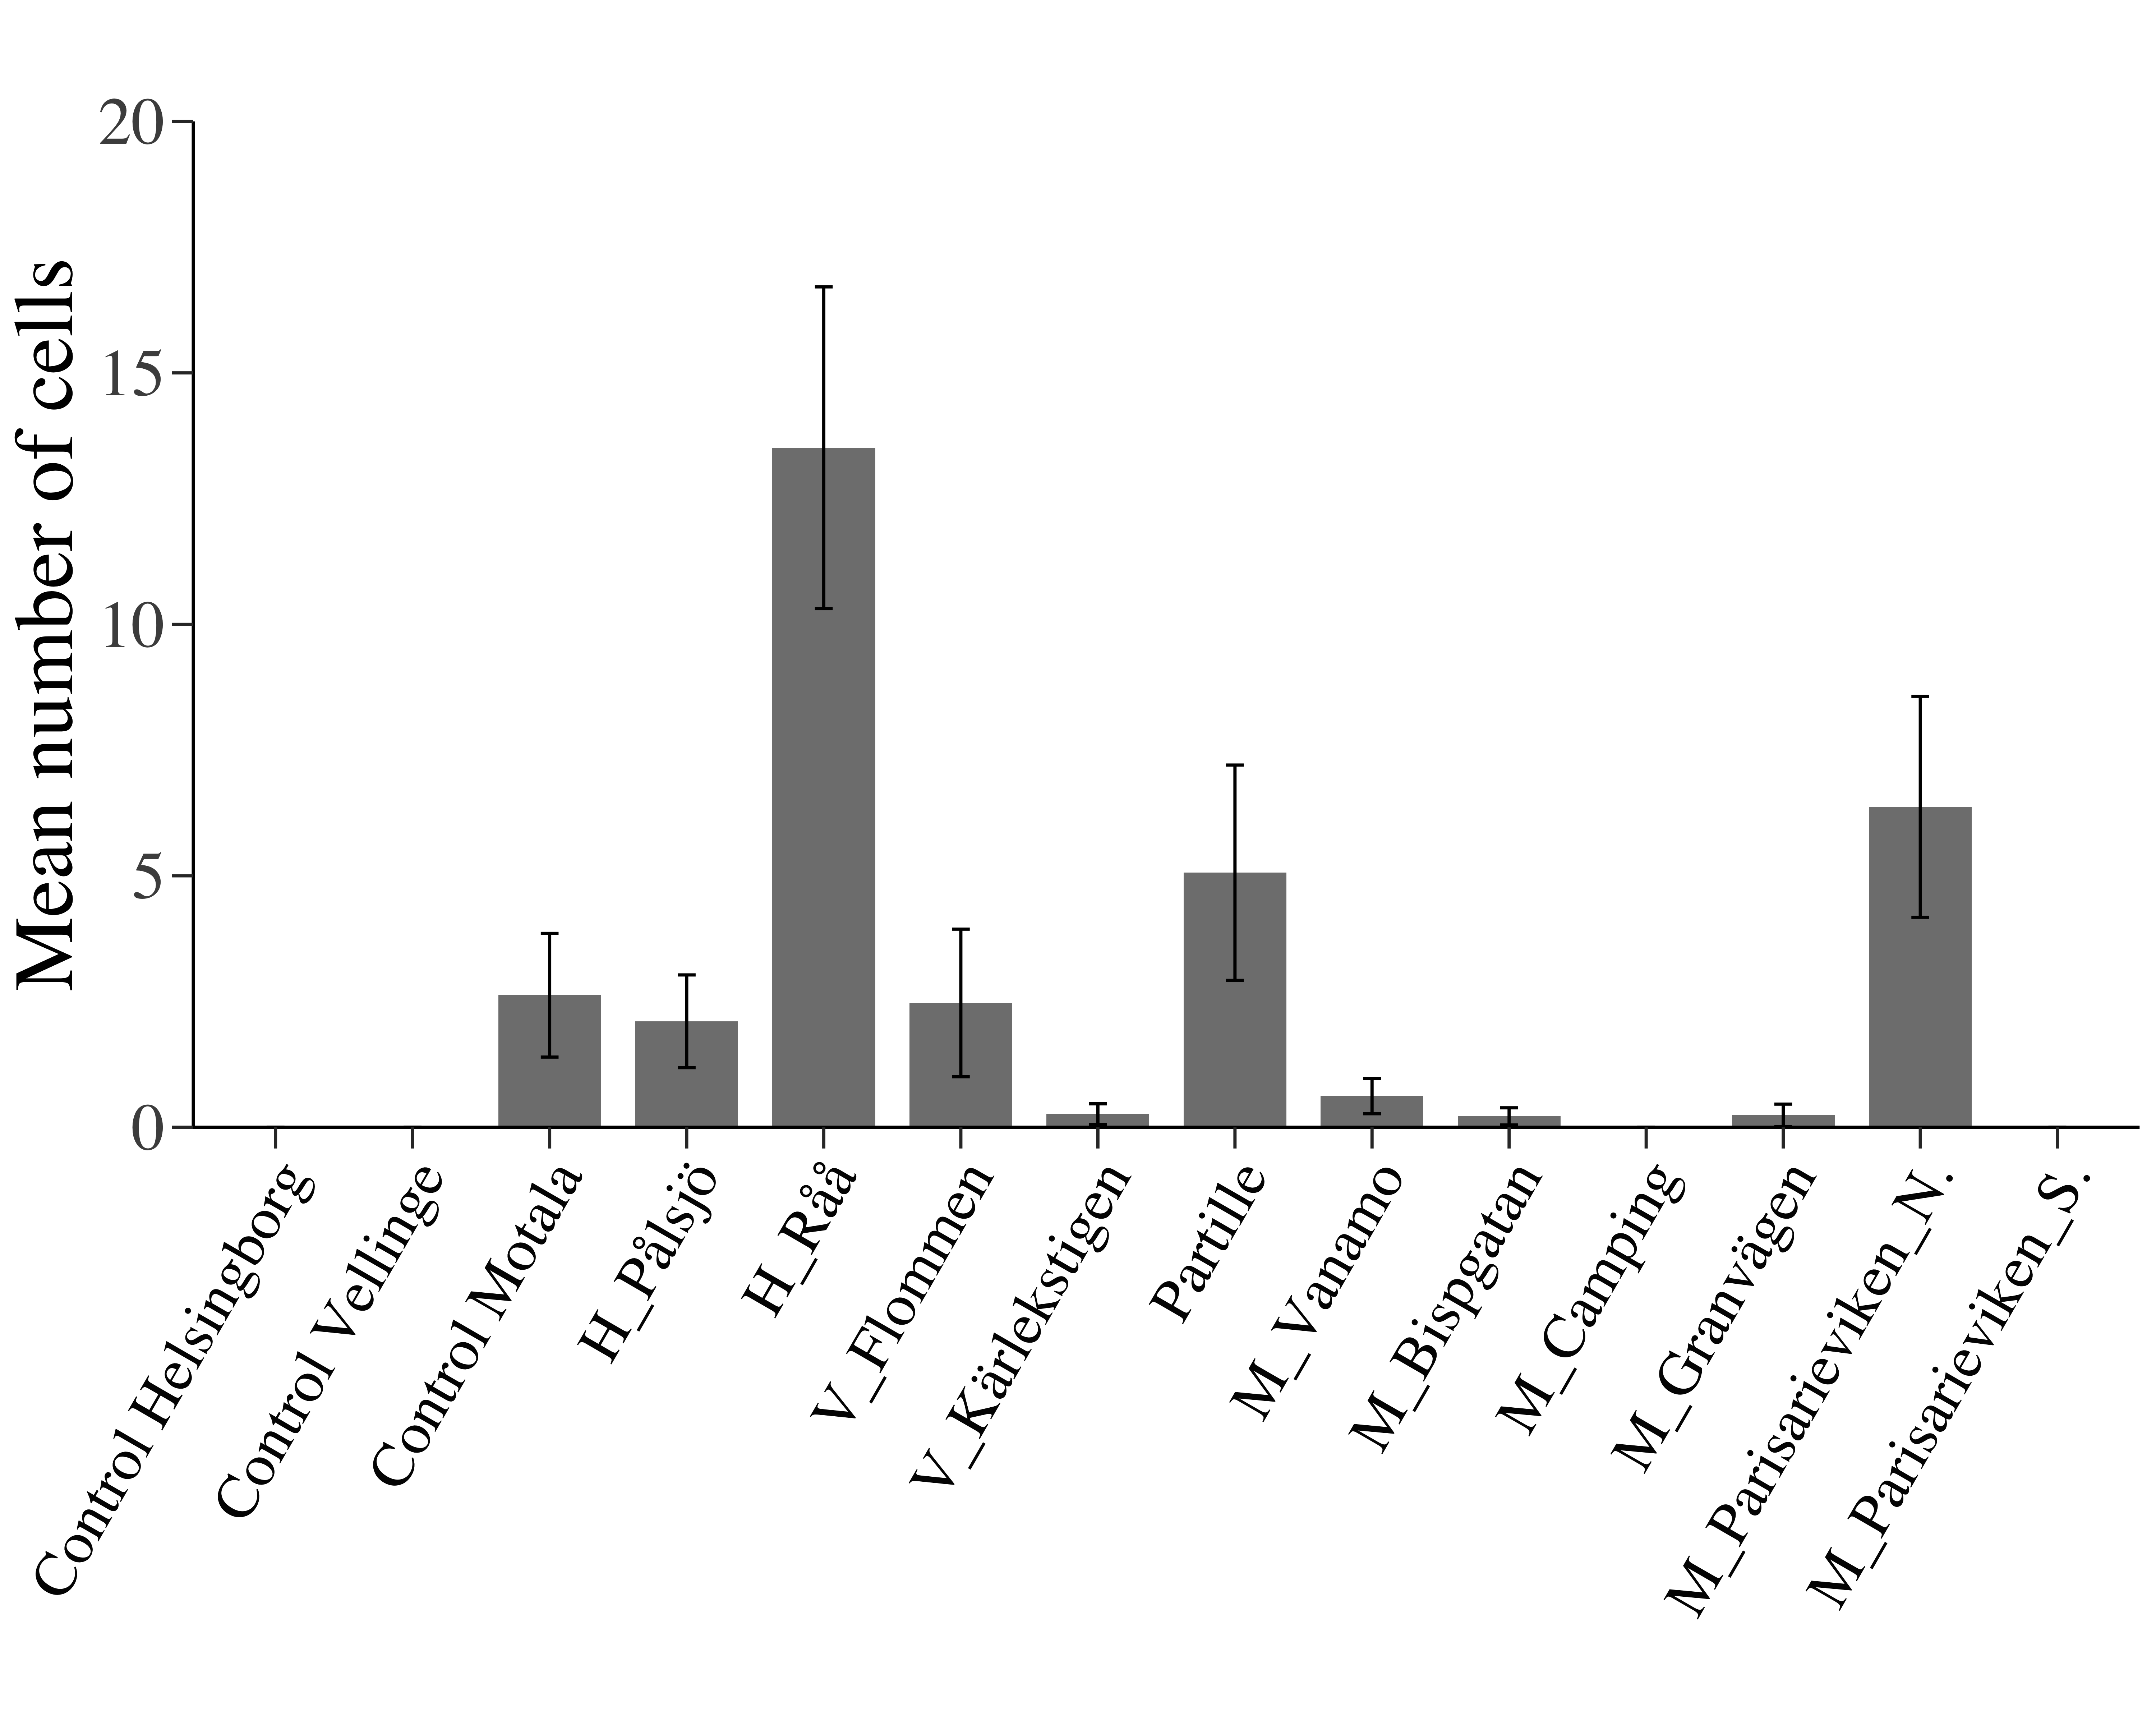 Mean number of cells
20
15
10
5
0
Control Helsingborg
Control Vellinge
Control Motala
H_Pålsjö
H_Råå
V_Flommen
V_Kärlekstigen
Partille
M_Vanamo
M_Bispgatan
M_Camping
M_Granvägen
M_Parisarieviken_N.
M_Parisarieviken_S.